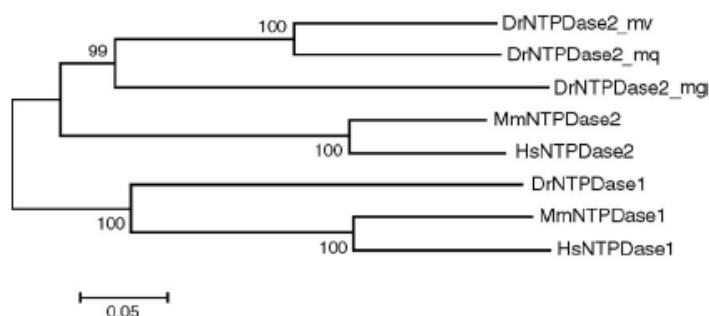 100
DrNTPDase2_mv
99
DrNTPDase2_mq
DrNTPDase2_mg
MmNTPDase2
100
HsNTPDase2
DrNTPDase1
100
MmNTPDase1
100
HsNTPDase1
0.05